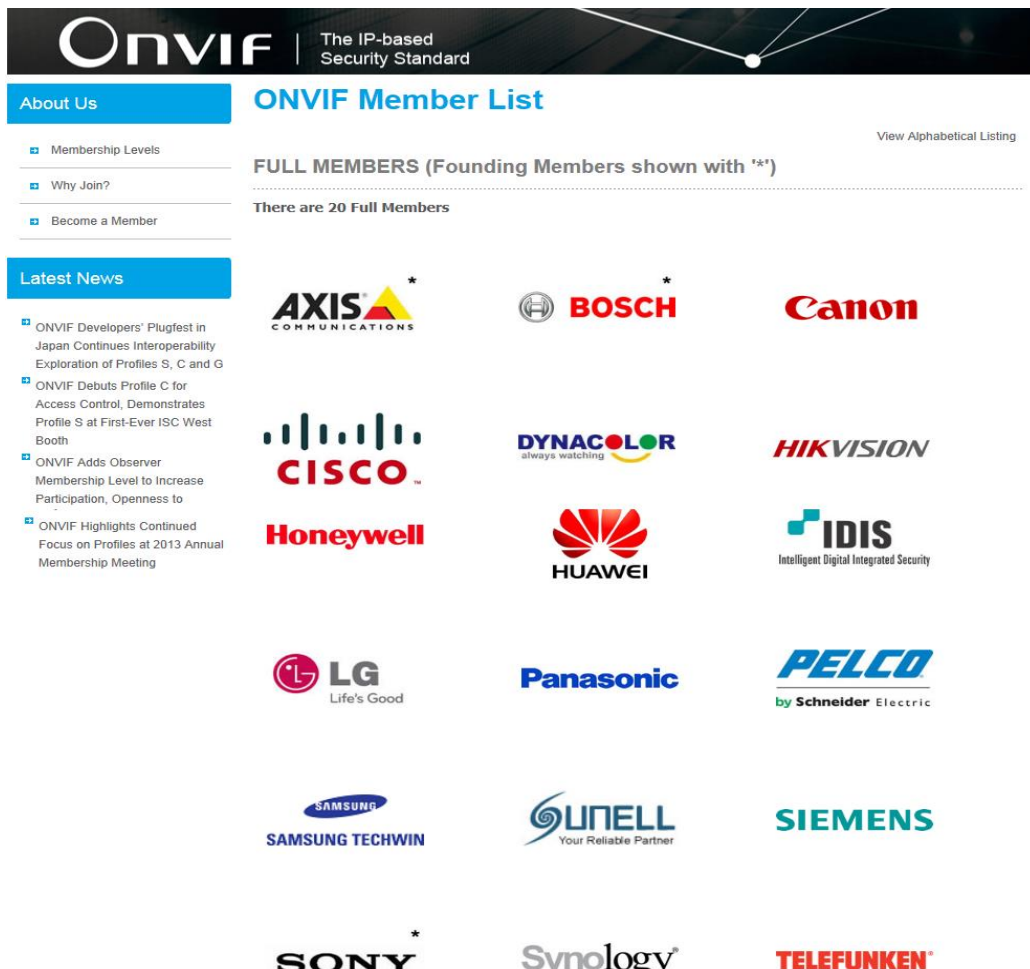 ONVIF
The IP-based
Security Standard
About Us
Membership Levels
Why Join?
Become a Member
Latest News
ONVIF Developers' Plugfest in
Japan Continues Interoperability
Exploration of Profiles S, C and G
ONVIF Debuts Profile C for
Access Control, Demonstrates
Profile S at First-Ever ISC West
Booth
ONVIF Adds Observer
Membership Level to Increase
Participation, Openness to
ONVIF Highlights Continued
Focus on Profiles at 2013 Annual
Membership Meeting
ONVIF Member List
View Alphabetical Listing
FULL MEMBERS (Founding Members shown with '*')
There are 20 Full Members
* *
AXIS BOSCH Canon
COMMUNICATIONS
CISCO DYNACOLOR HIKVISION
always watching
Honeywell HUAWEI IDIS
Intelligent Digital Integrated Security
LG Panasonic PELCO
Life's Good by Schneider Electric
SAMSUNG SUNELL SIEMENS
SAMSUNG TECHWIN Your Reliable Partner
*
SONY Synology TELEFUNKEN